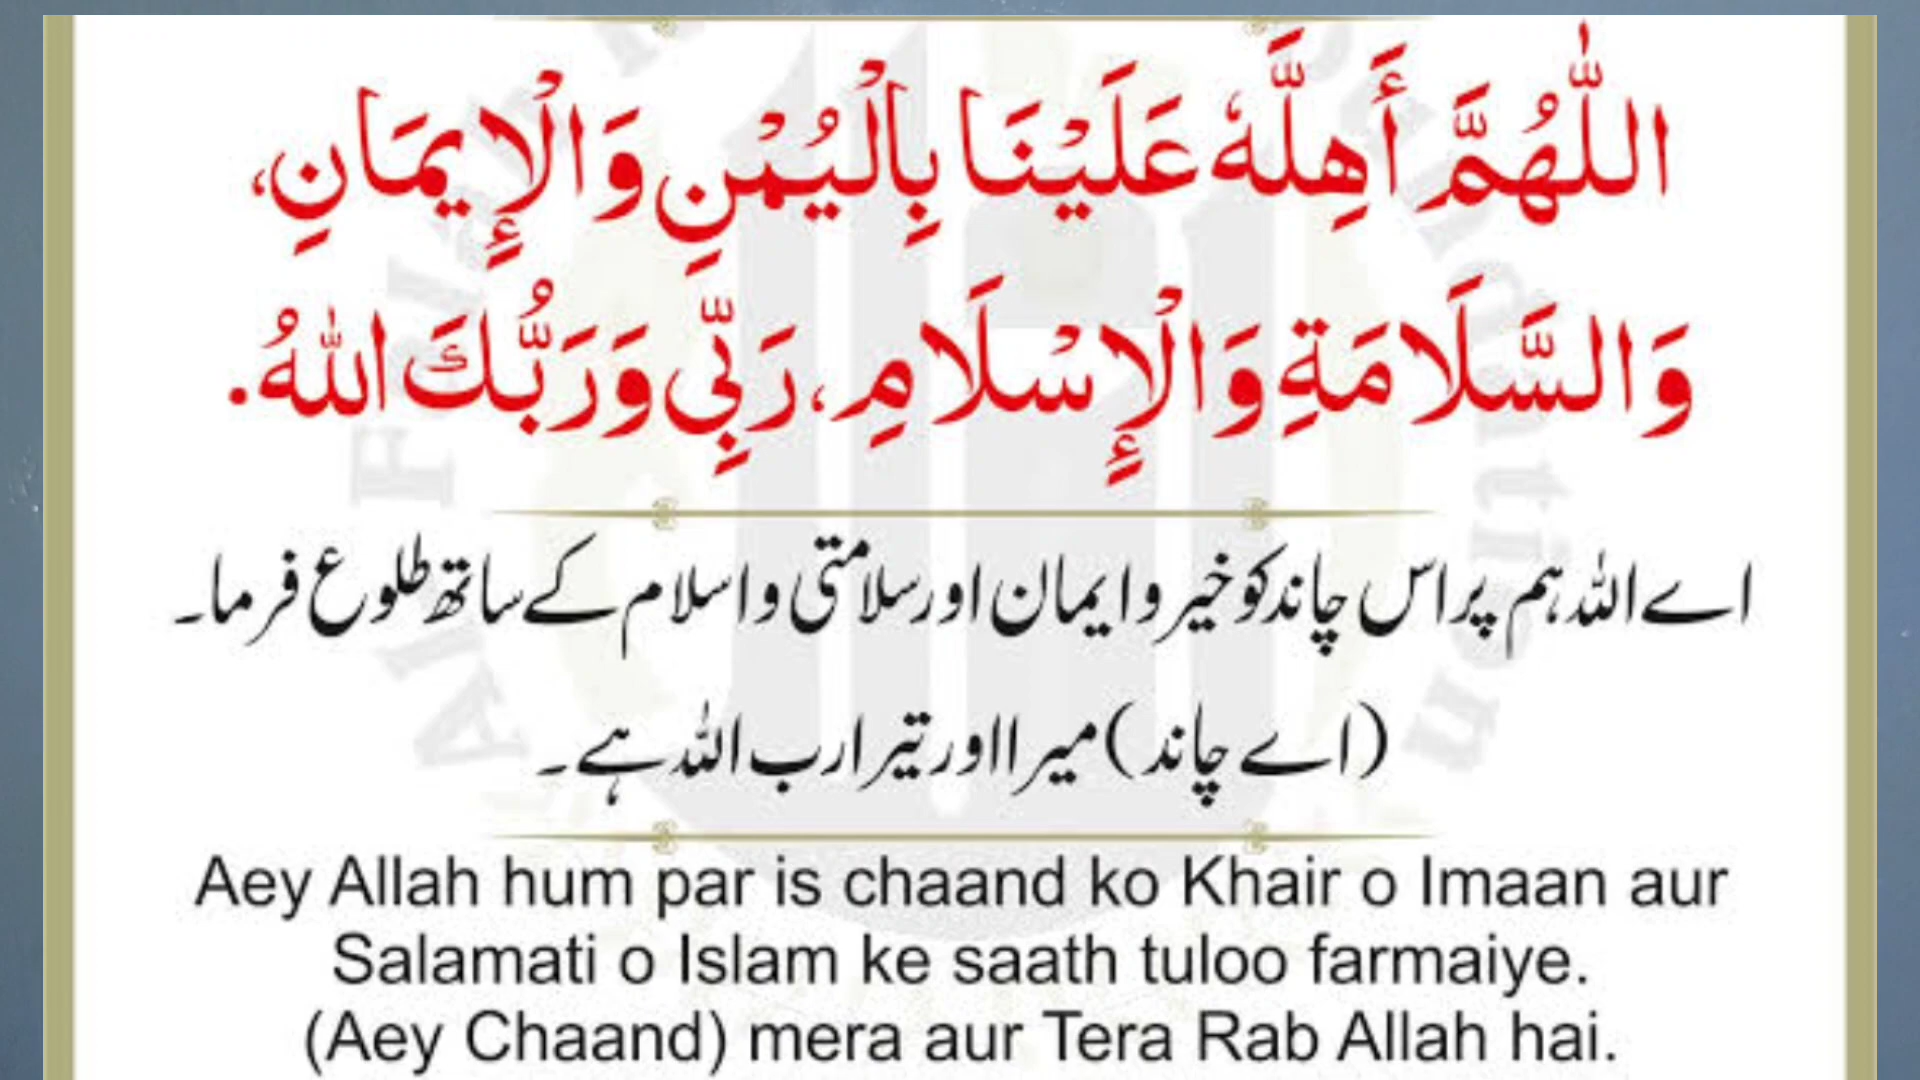 اللّٰهُمَّ أَهِلَّهٗ عَلَيْنَا بِالْيُمْنِ وَالْإِيمَانِ،
وَالسَّلَامَةِ وَالْإِسْلَامِ، رَبِّي وَرَبُّكَ اللّٰهُ.
اے اللہ ہم پر اس چاند کو خیر و ایمان اور سلامتی و اسلام کے ساتھ طلوع فرما۔
(اے چاند) میرا اور تیرا رب اللہ ہے۔
Aey Allah hum par is chaand ko Khair o Imaan aur
Salamati o Islam ke saath tuloo farmaiye.
(Aey Chaand) mera aur Tera Rab Allah hai.